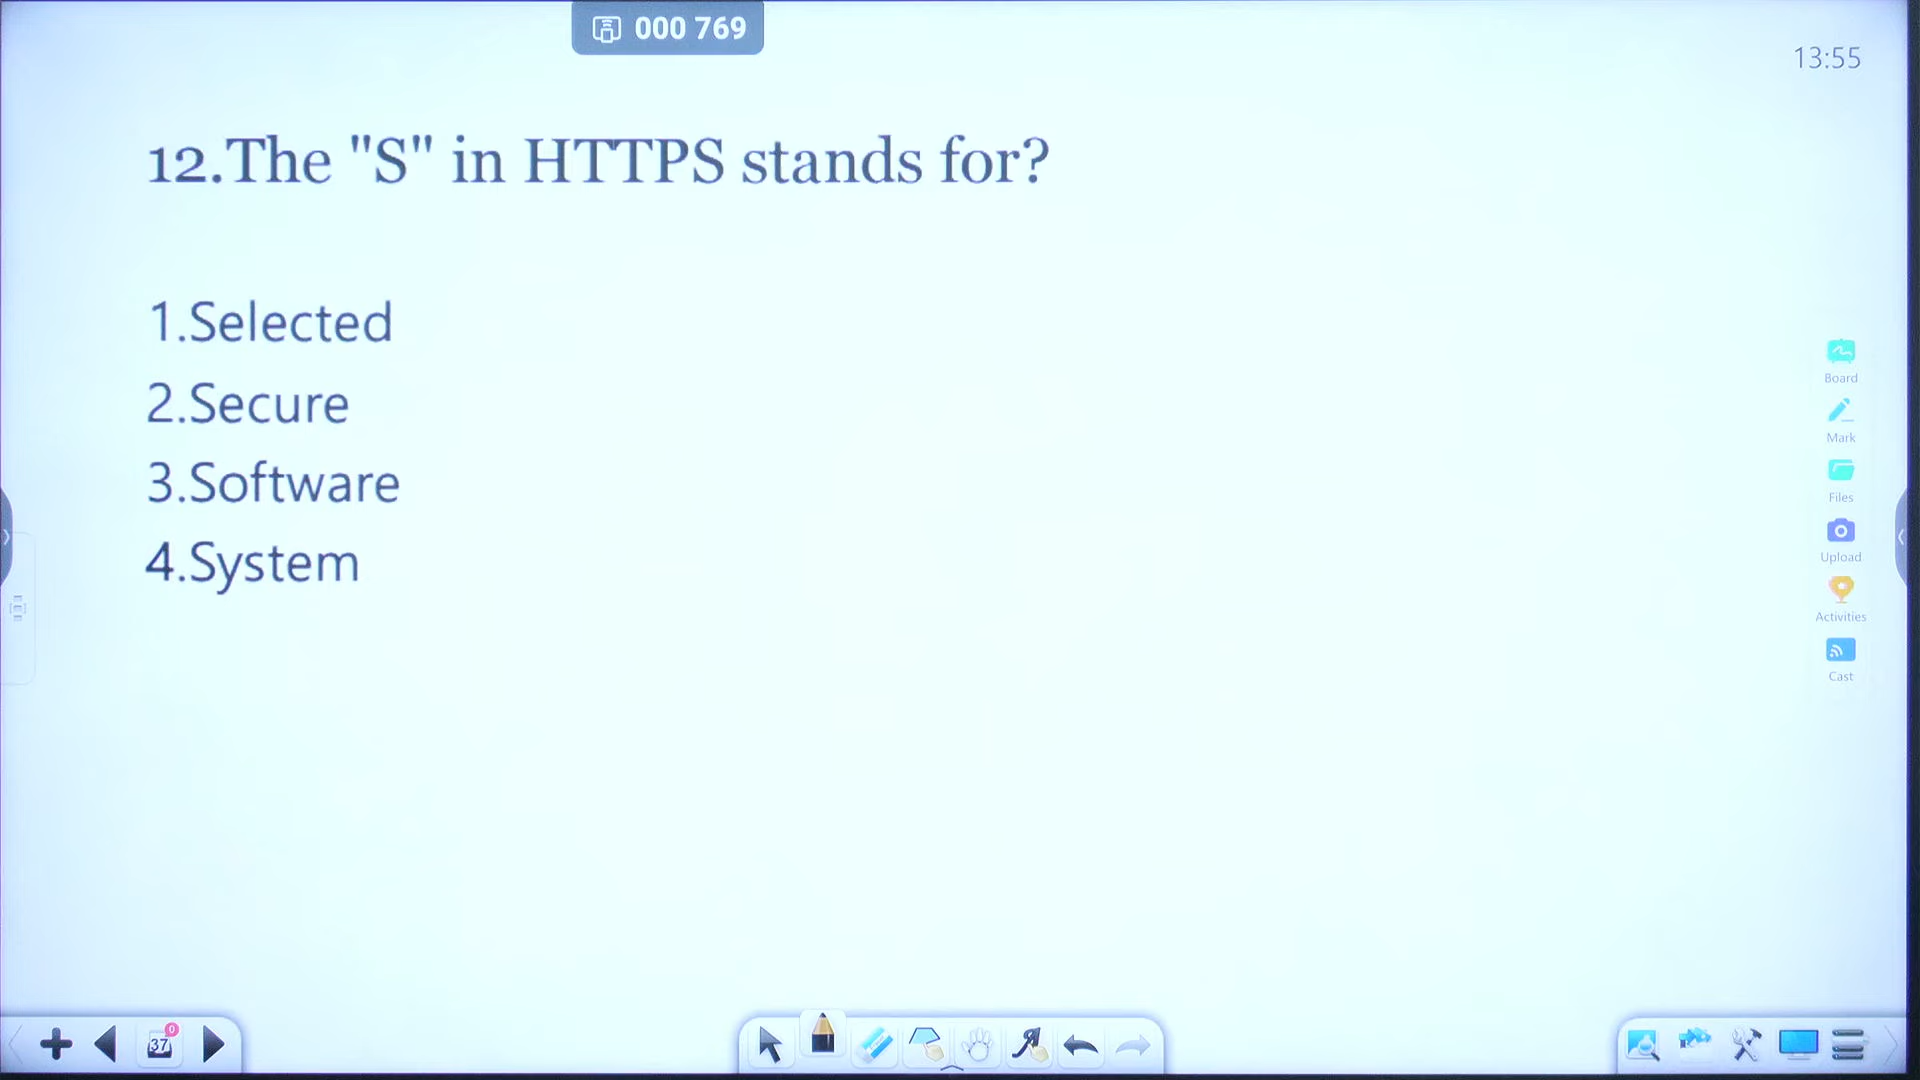 000 769
13:55
12.The "S" in HTTPS stands for?
1.Selected
2.Secure
3.Software
4.System
Board
Mark
Files
Upload
Activities
Cast
37
0